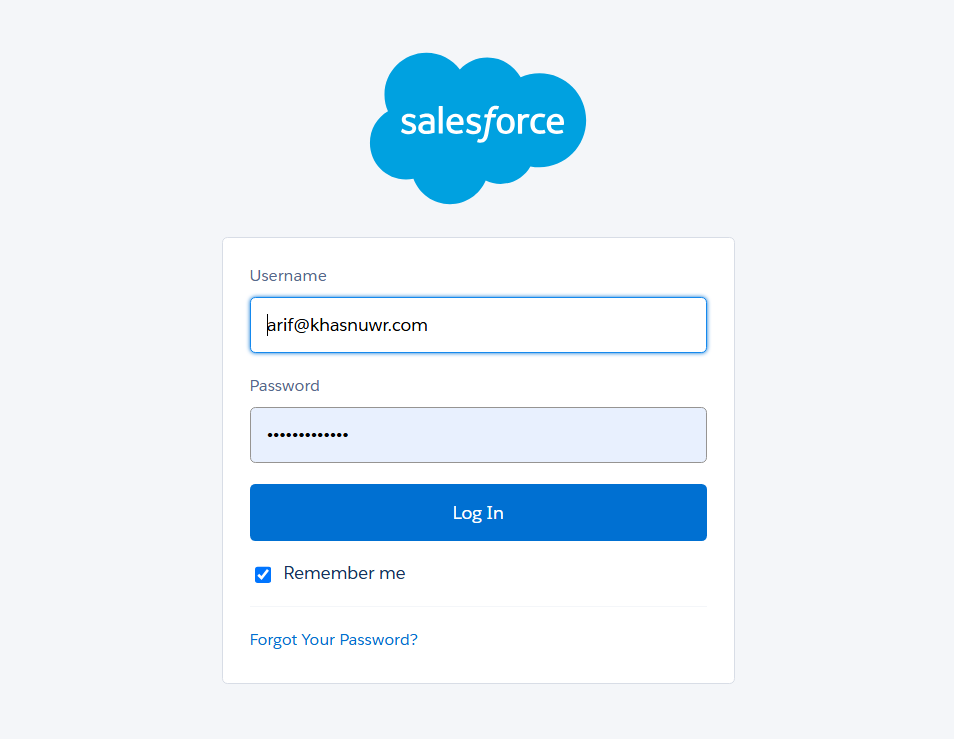 salesforce
Username
arif@khasnuwr.com
Password
•••••••••••••
Log In
Remember me
Forgot Your Password?